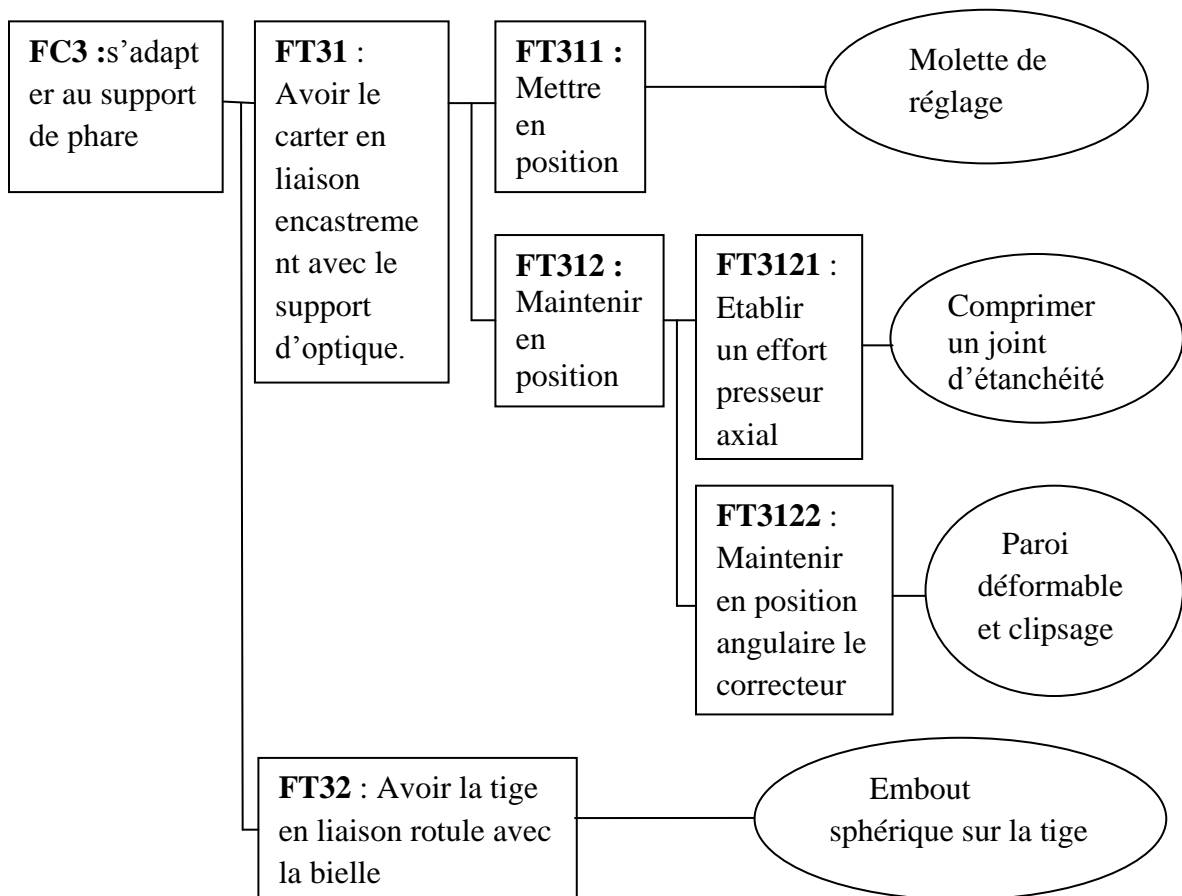 FC3 :s’adapt
er au support
de phare
FT31 :
Avoir le
carter en
liaison
encastreme
nt avec le
support
d’optique.
FT311 :
Mettre
en
position
Molette de
réglage
FT312 :
Maintenir
en
position
FT3121 :
Etablir
un effort
presseur
axial
Comprimer
un joint
d’étanchéité
FT3122 :
Maintenir
en position
angulaire le
correcteur
Paroi
déformable
et clipsage
FT32 : Avoir la tige
en liaison rotule avec
la bielle
Embout
sphérique sur la tige